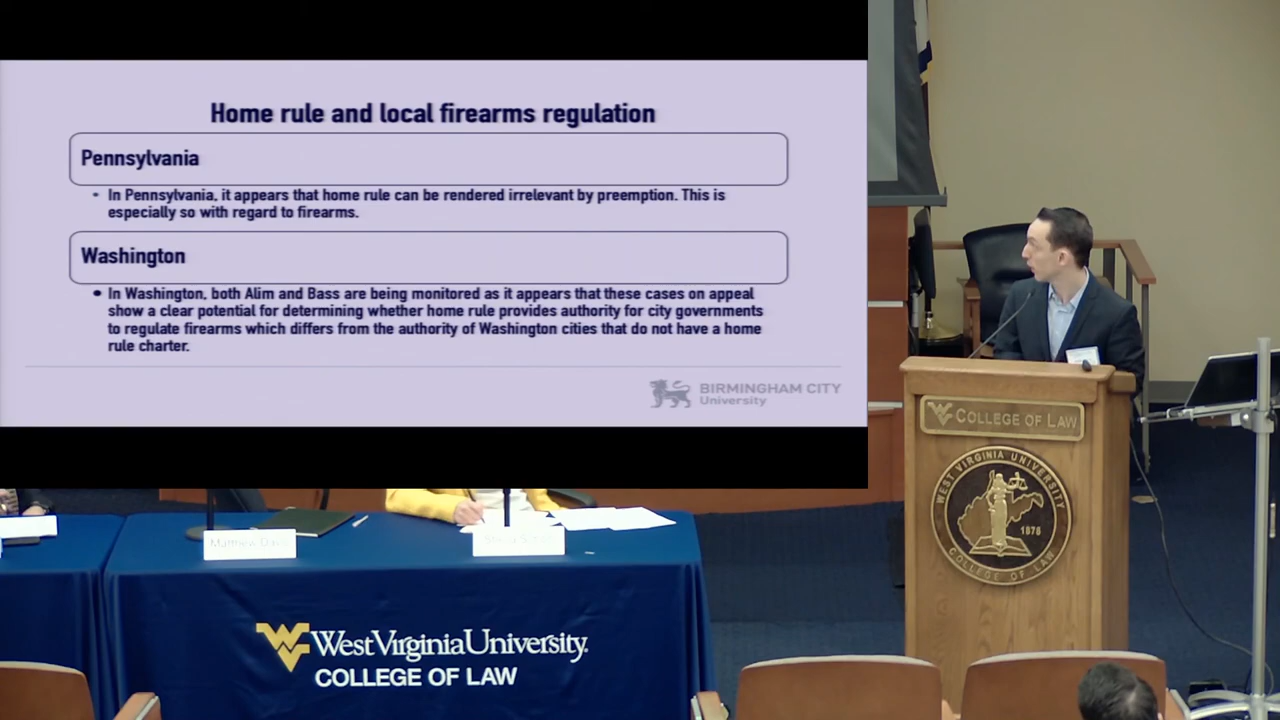 Home rule and local firearms regulation
Pennsylvania
- In Pennsylvania, it appears that home rule can be rendered irrelevant by preemption. This is
especially so with regard to firearms.
Washington
• In Washington, both Alim and Bass are being monitored as it appears that these cases on appeal
show a clear potential for determining whether home rule provides authority for city governments
to regulate firearms which differs from the authority of Washington cities that do not have a home
rule charter.
BIRMINGHAM CITY
University
COLLEGE OF LAW
WEST VIRGINIA UNIVERSITY
1878
COLLEGE OF LAW
Matthew
WestVirginiaUniversity.
COLLEGE OF LAW